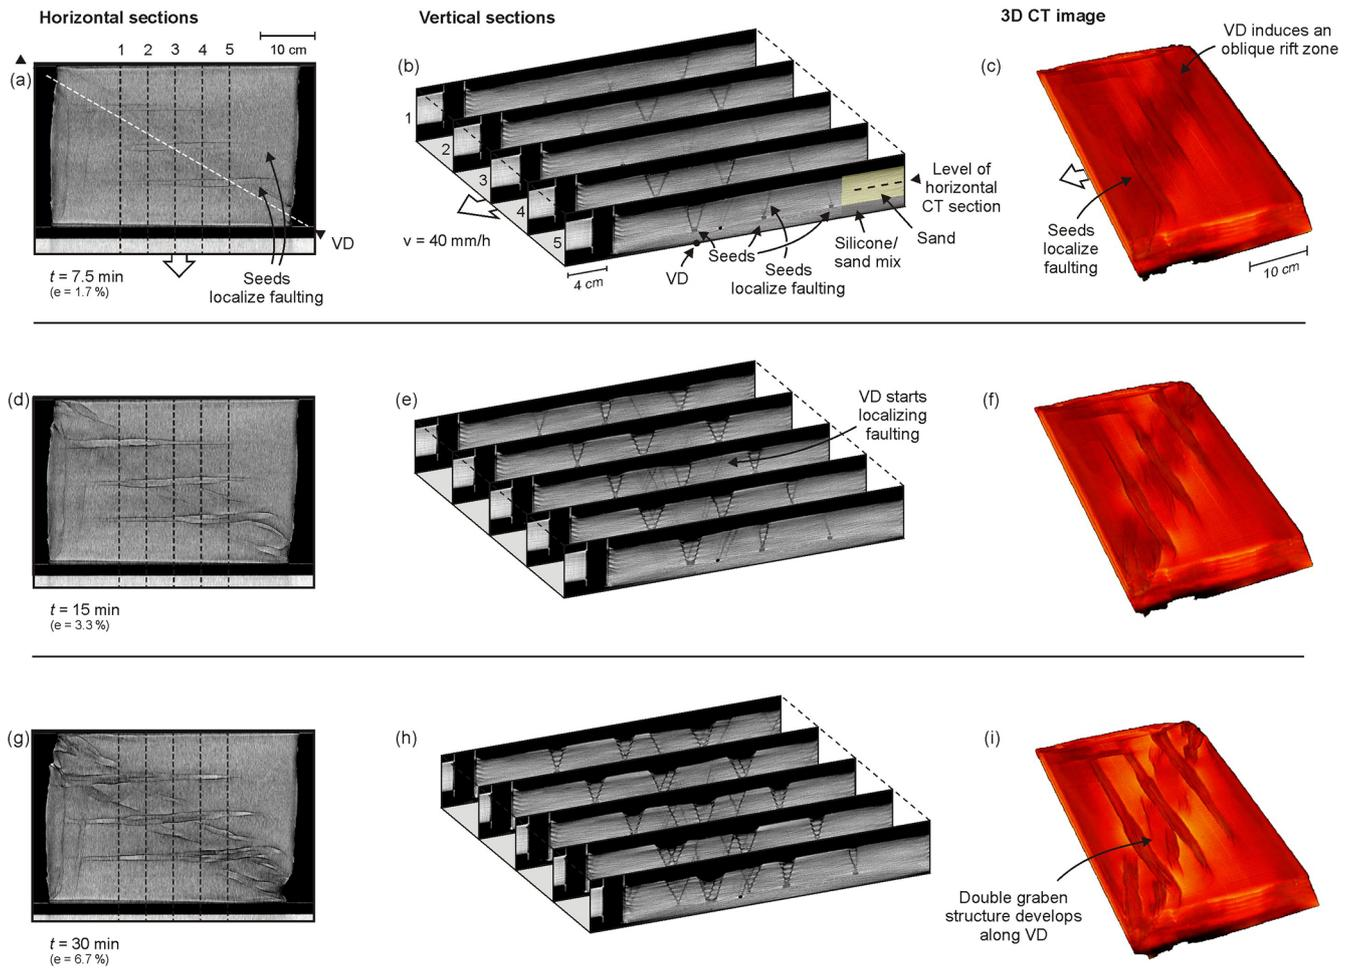 Horizontal sections
Vertical sections
3D CT image
1 2 3 4 5
10 cm
(a)
VD
t = 7.5 min
(e = 1.7 %)
Seeds
localize faulting
(b)
1
2
3
4
5
v = 40 mm/h
4 cm
VD
Seeds
Seeds
localize faulting
Silicone/
sand mix
Sand
Level of
horizontal
CT section
(c)
VD induces an
oblique rift zone
Seeds
localize
faulting
10 cm
(d)
t = 15 min
(e = 3.3 %)
(e)
VD starts
localizing
faulting
(f)
(g)
t = 30 min
(e = 6.7 %)
(h)
(i)
Double graben
structure develops
along VD